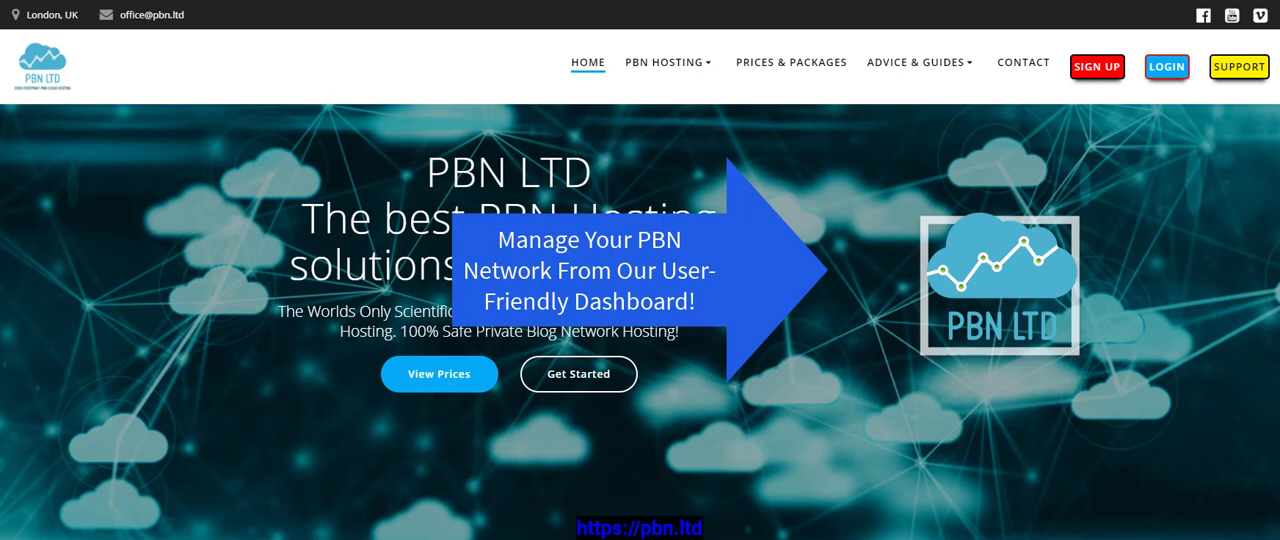 London, UK
office@pbn.ltd
PBN LTD
HOME
PBN HOSTING
PRICES & PACKAGES
ADVICE & GUIDES
CONTACT
SIGN UP
LOGIN
SUPPORT
PBN LTD
The best PBN Hosting
solutions
Manage Your PBN
Network From Our User-
Friendly Dashboard!
The Worlds Only
Hosting. 100% Safe Private Blog Network Hosting!
View Prices
Get Started
PBN LTD
https://pbn.ltd